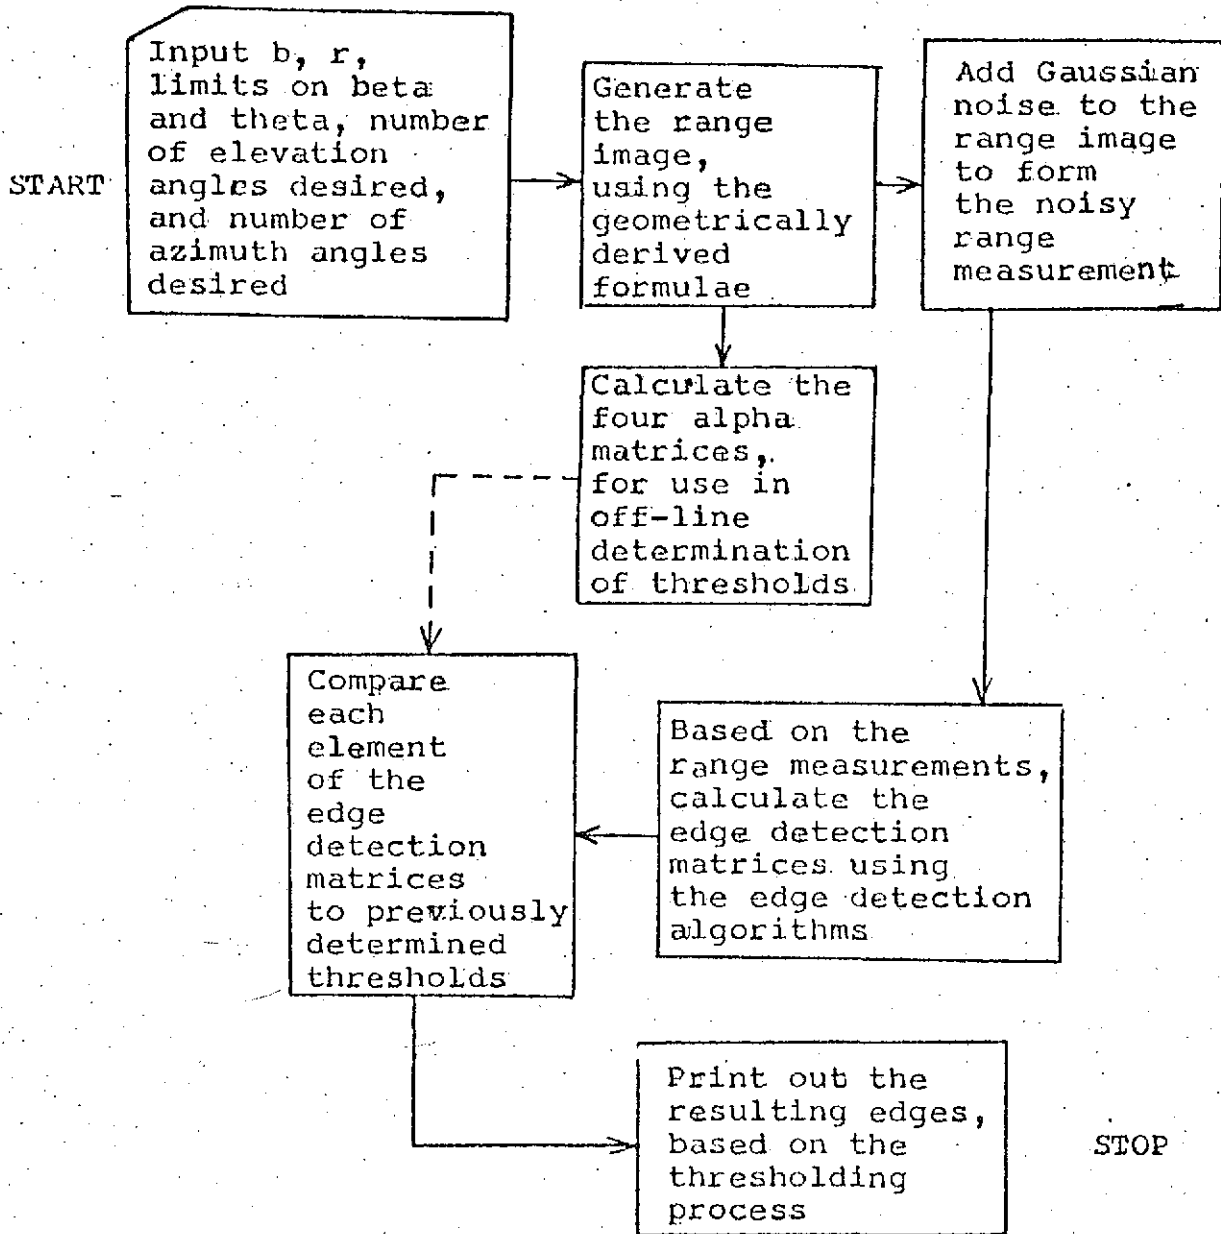 START
Input b, r,
limits on beta
and theta, number
of elevation
angles desired,
and number of
azimuth angles
desired
Generate
the range
image,
using the
geometrically
derived
formulae
Add Gaussian
noise to the
range image
to form
the noisy
range
measurement
Calculate the
four alpha
matrices,
for use in
off-line
determination
of thresholds
Compare
each
element
of the
edge
detection
matrices
to previously
determined
thresholds
Based on the
range measurements,
calculate the
edge detection
matrices using
the edge detection
algorithms
Print out the
resulting edges,
based on the
thresholding
process
STOP